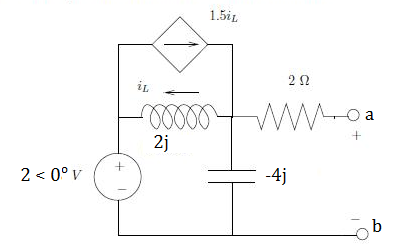 1.5i_L
i_L
2 Ω
a
+
2j
2 < 0° V
+
−
-4j
−
b